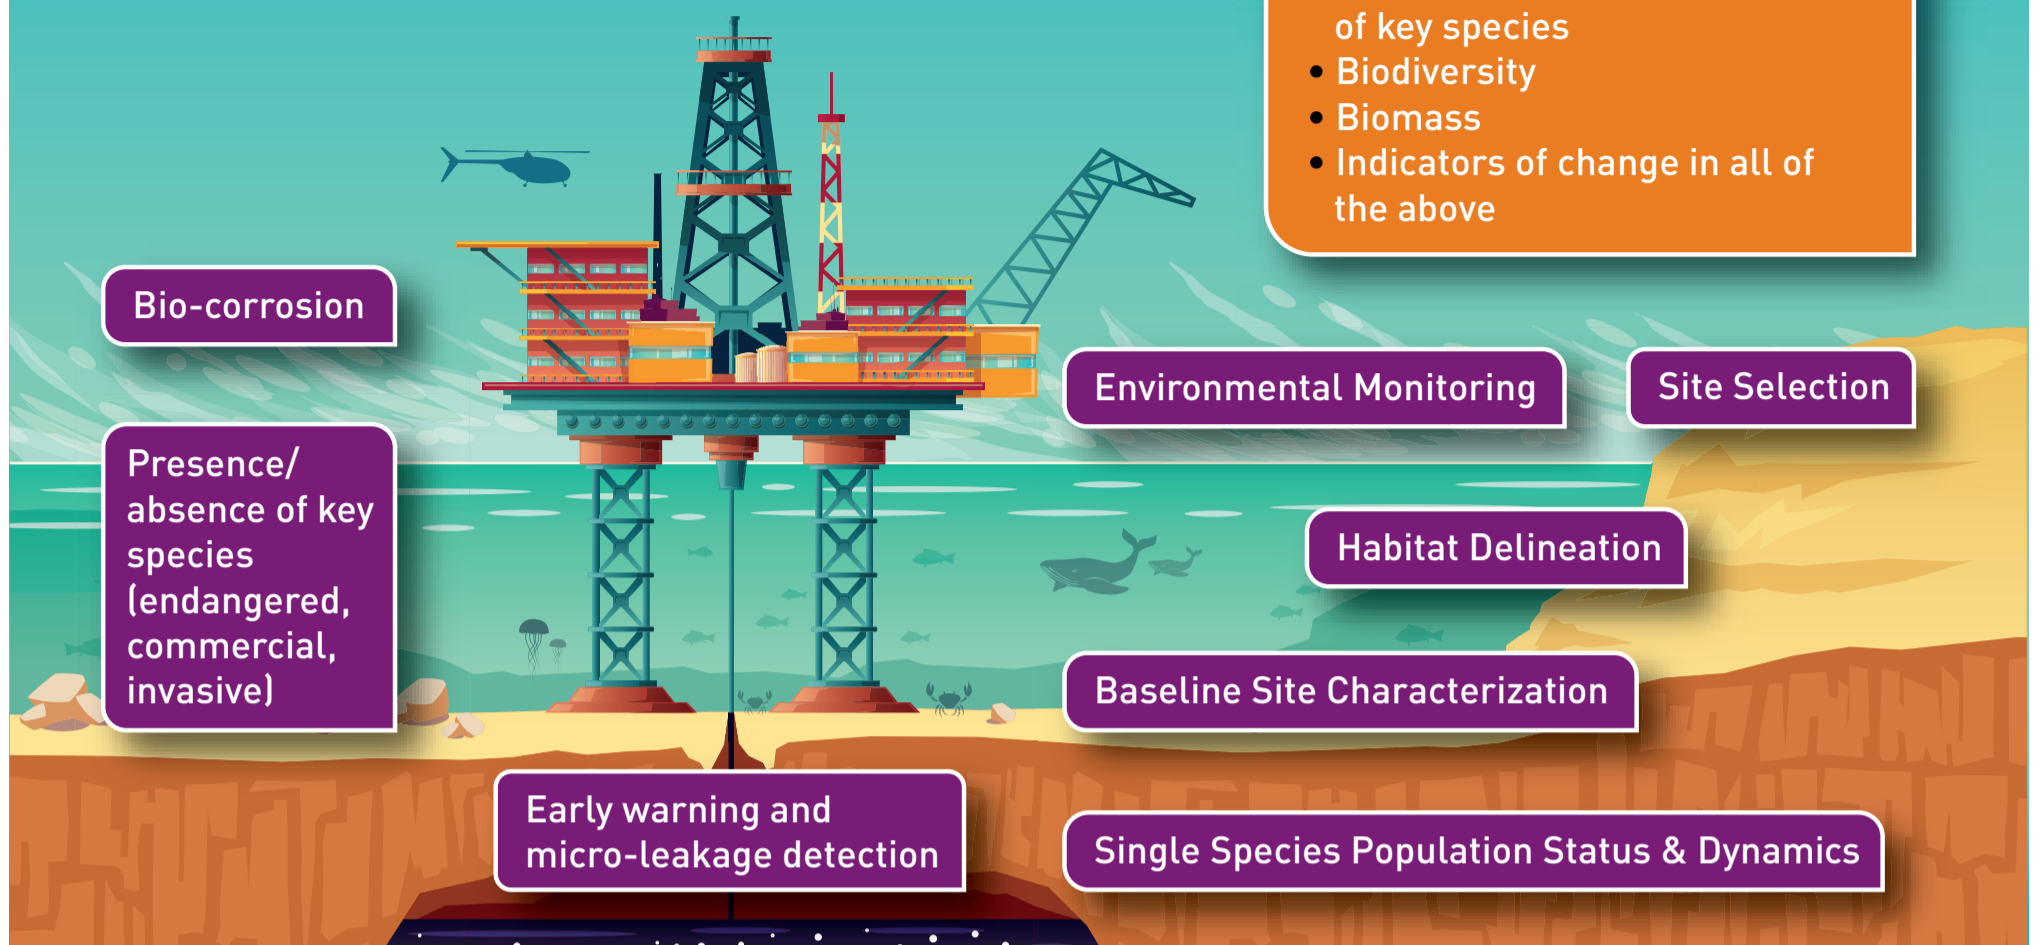 of key species
• Biodiversity
• Biomass
• Indicators of change in all of
the above
Bio-corrosion
Environmental Monitoring
Site Selection
Presence/
absence of key
species
(endangered,
commercial,
invasive)
Habitat Delineation
Baseline Site Characterization
Early warning and
micro-leakage detection
Single Species Population Status & Dynamics